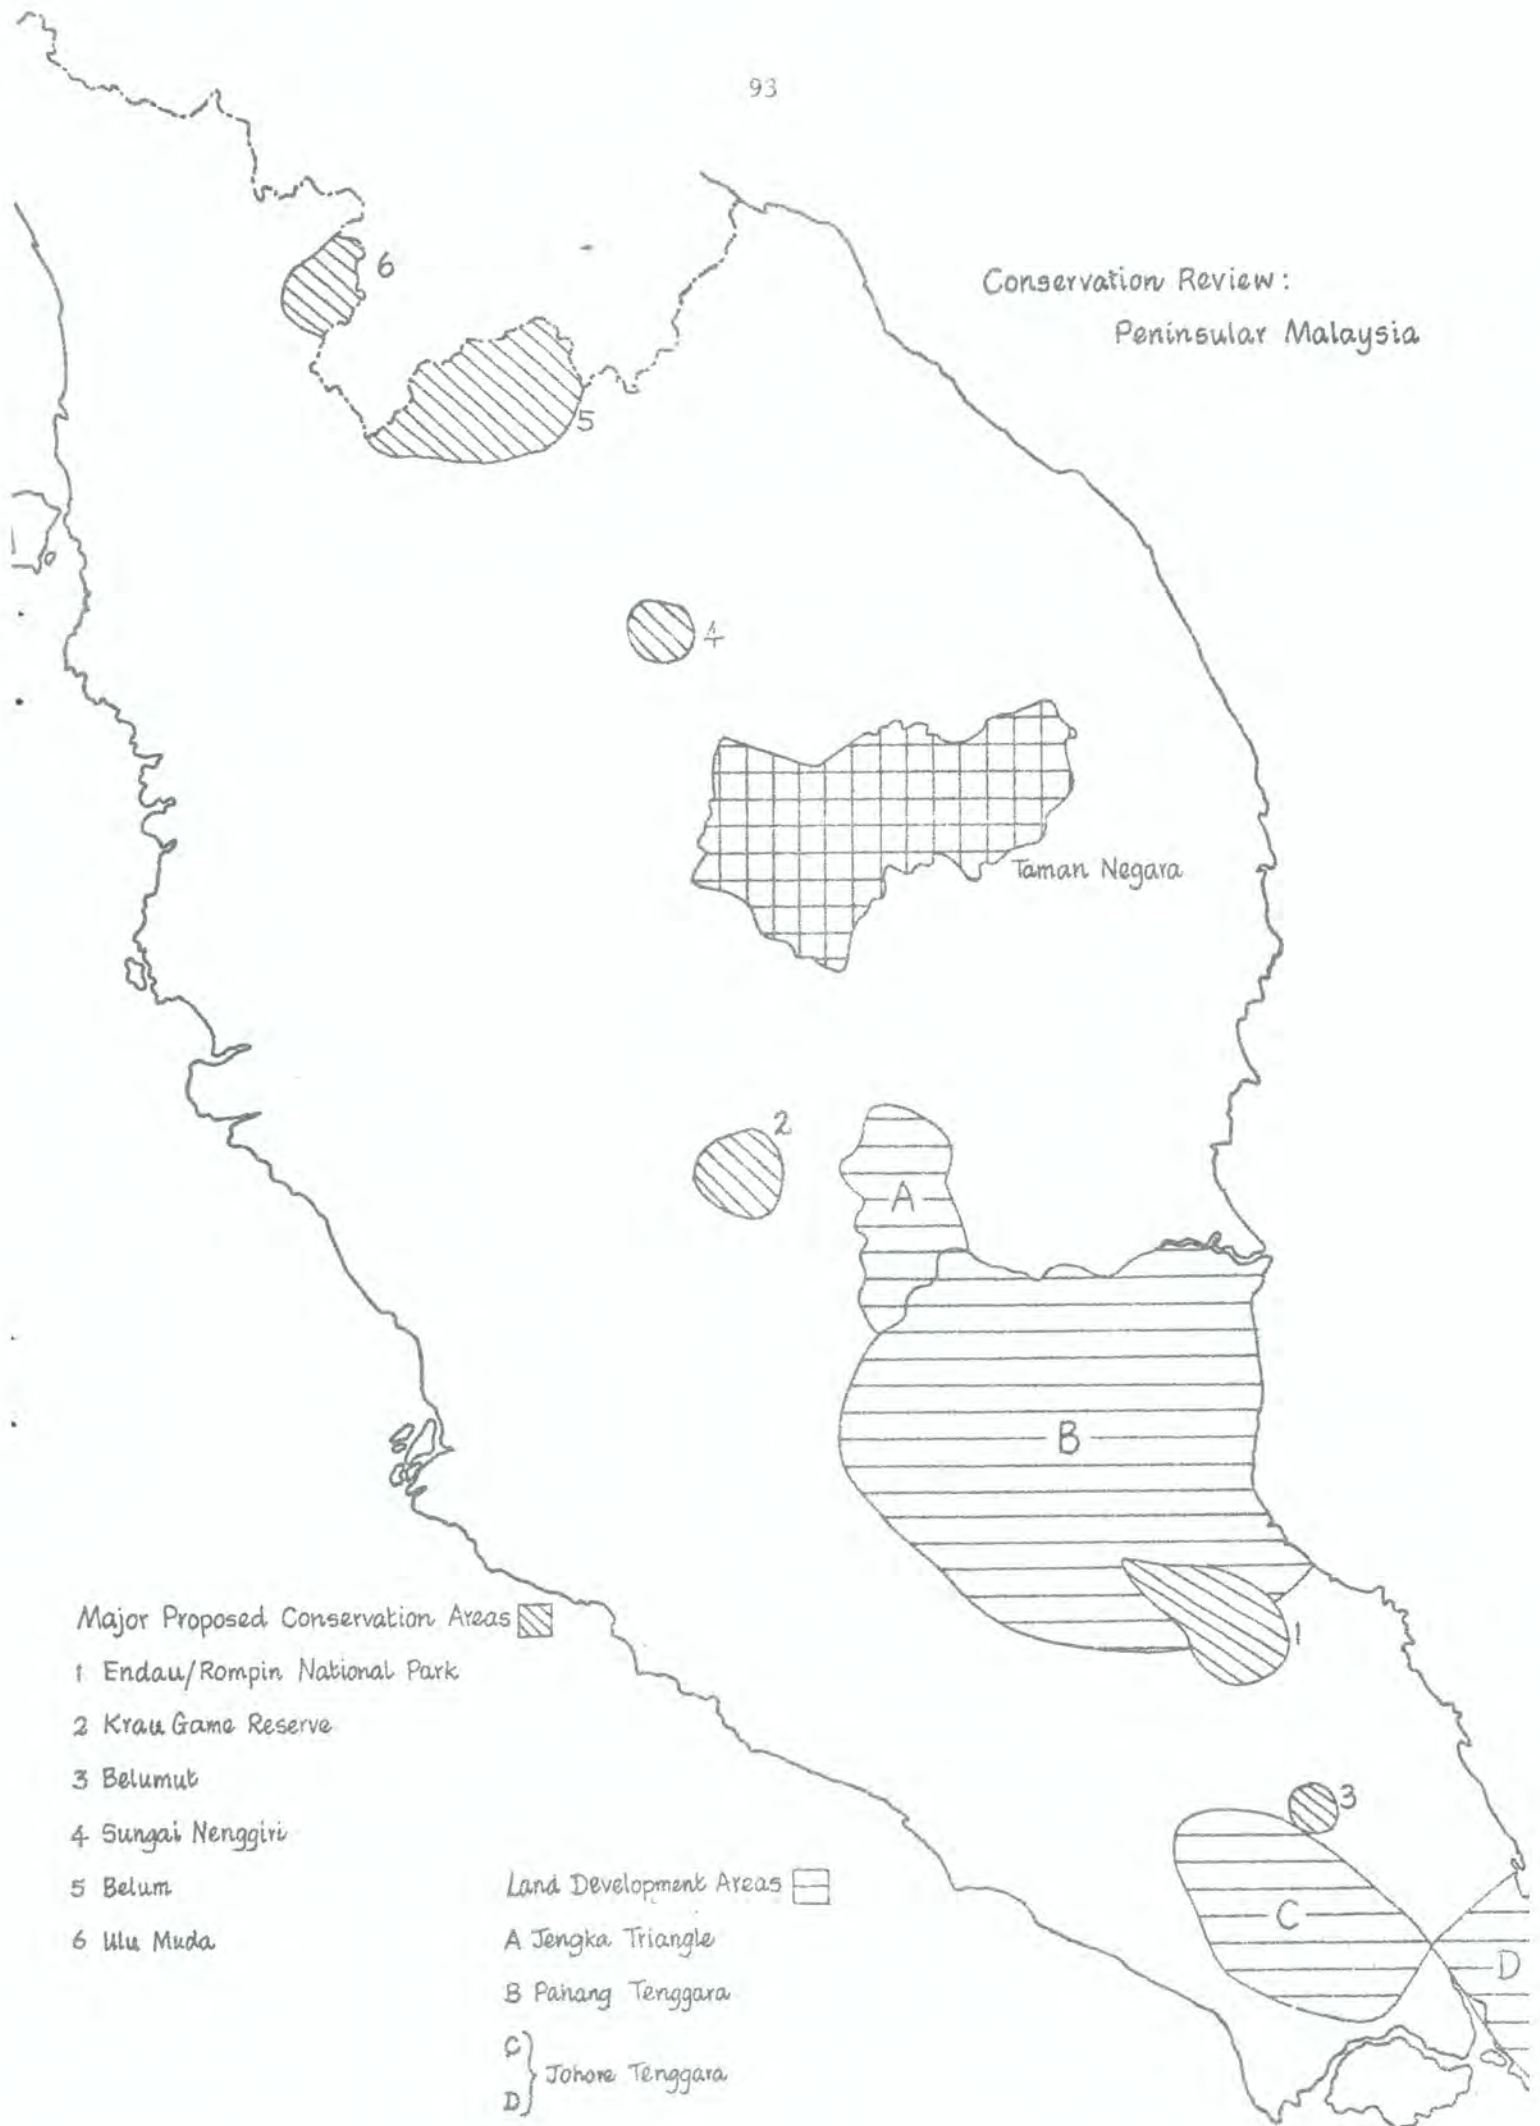 93
Conservation Review:
Peninsular Malaysia
6
5
4
Taman Negara
2
A
B
1
3
C
D
Major Proposed Conservation Areas
1 Endau/Rompin National Park
2 Krau Game Reserve
3 Belumut
4 Sungai Nenggiri
5 Belum
6 Ulu Muda
Land Development Areas
A Jengka Triangle
B Pahang Tenggara
C
D
Johore Tenggara